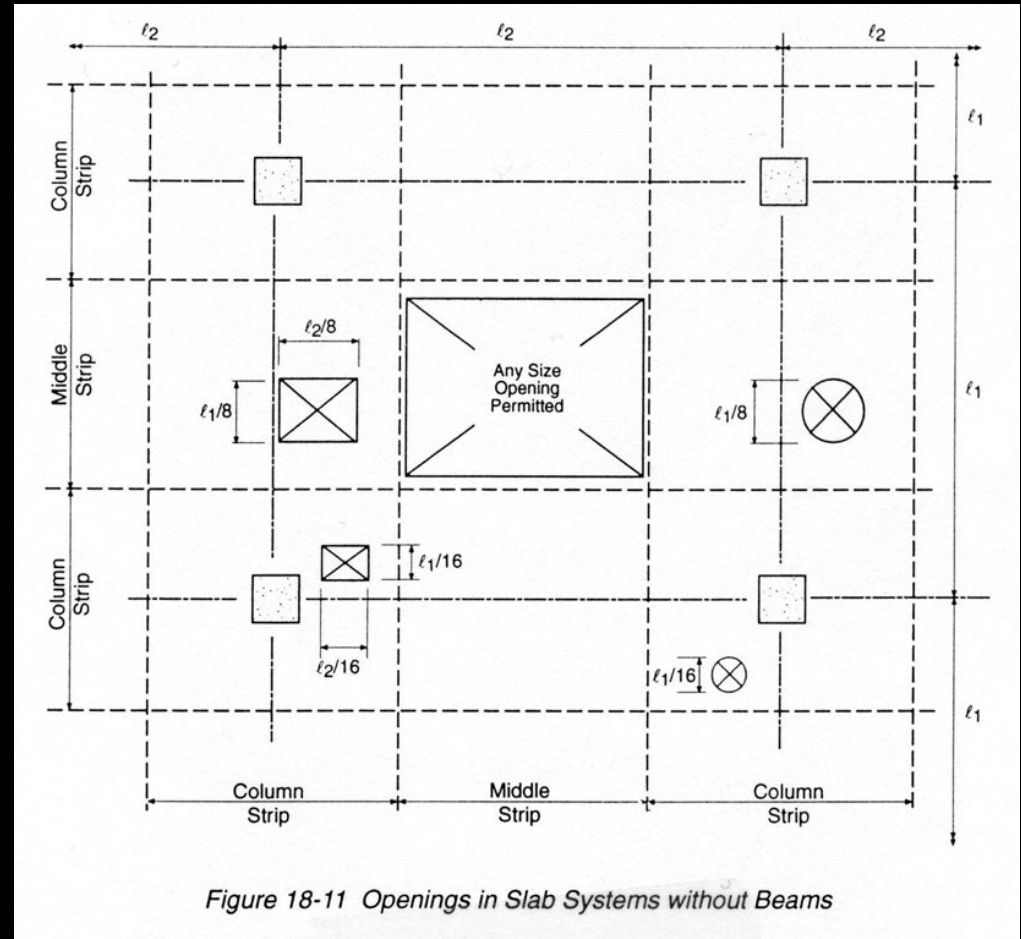 ℓ2
ℓ2
ℓ2
ℓ1
Column
Strip
Middle
Strip
ℓ2/8
ℓ1/8
Any Size
Opening
Permitted
ℓ1/8
ℓ1
Column
Strip
ℓ1/16
ℓ2/16
ℓ1/16
ℓ1
Column
Strip
Middle
Strip
Column
Strip
Figure 18-11 Openings in Slab Systems without Beams